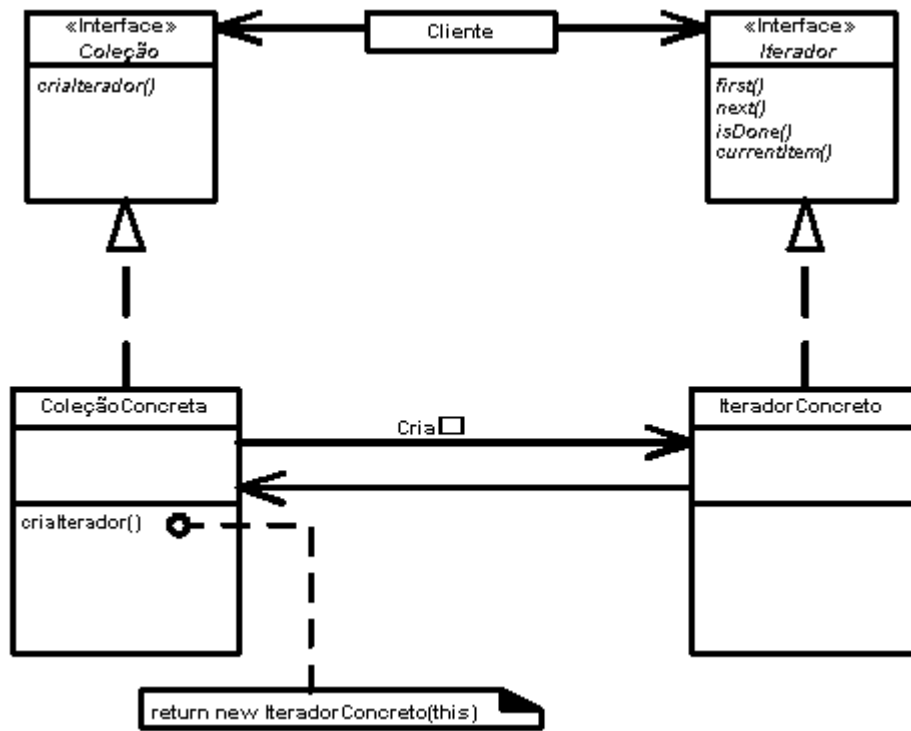 «Interface»
Coleção
criaIterador()
Cliente
«Interface»
Iterador
first()
next()
isDone()
currentItem()
ColeçãoConcreta
criaIterador()
Cria
IteradorConcreto
return new IteradorConcreto(this)